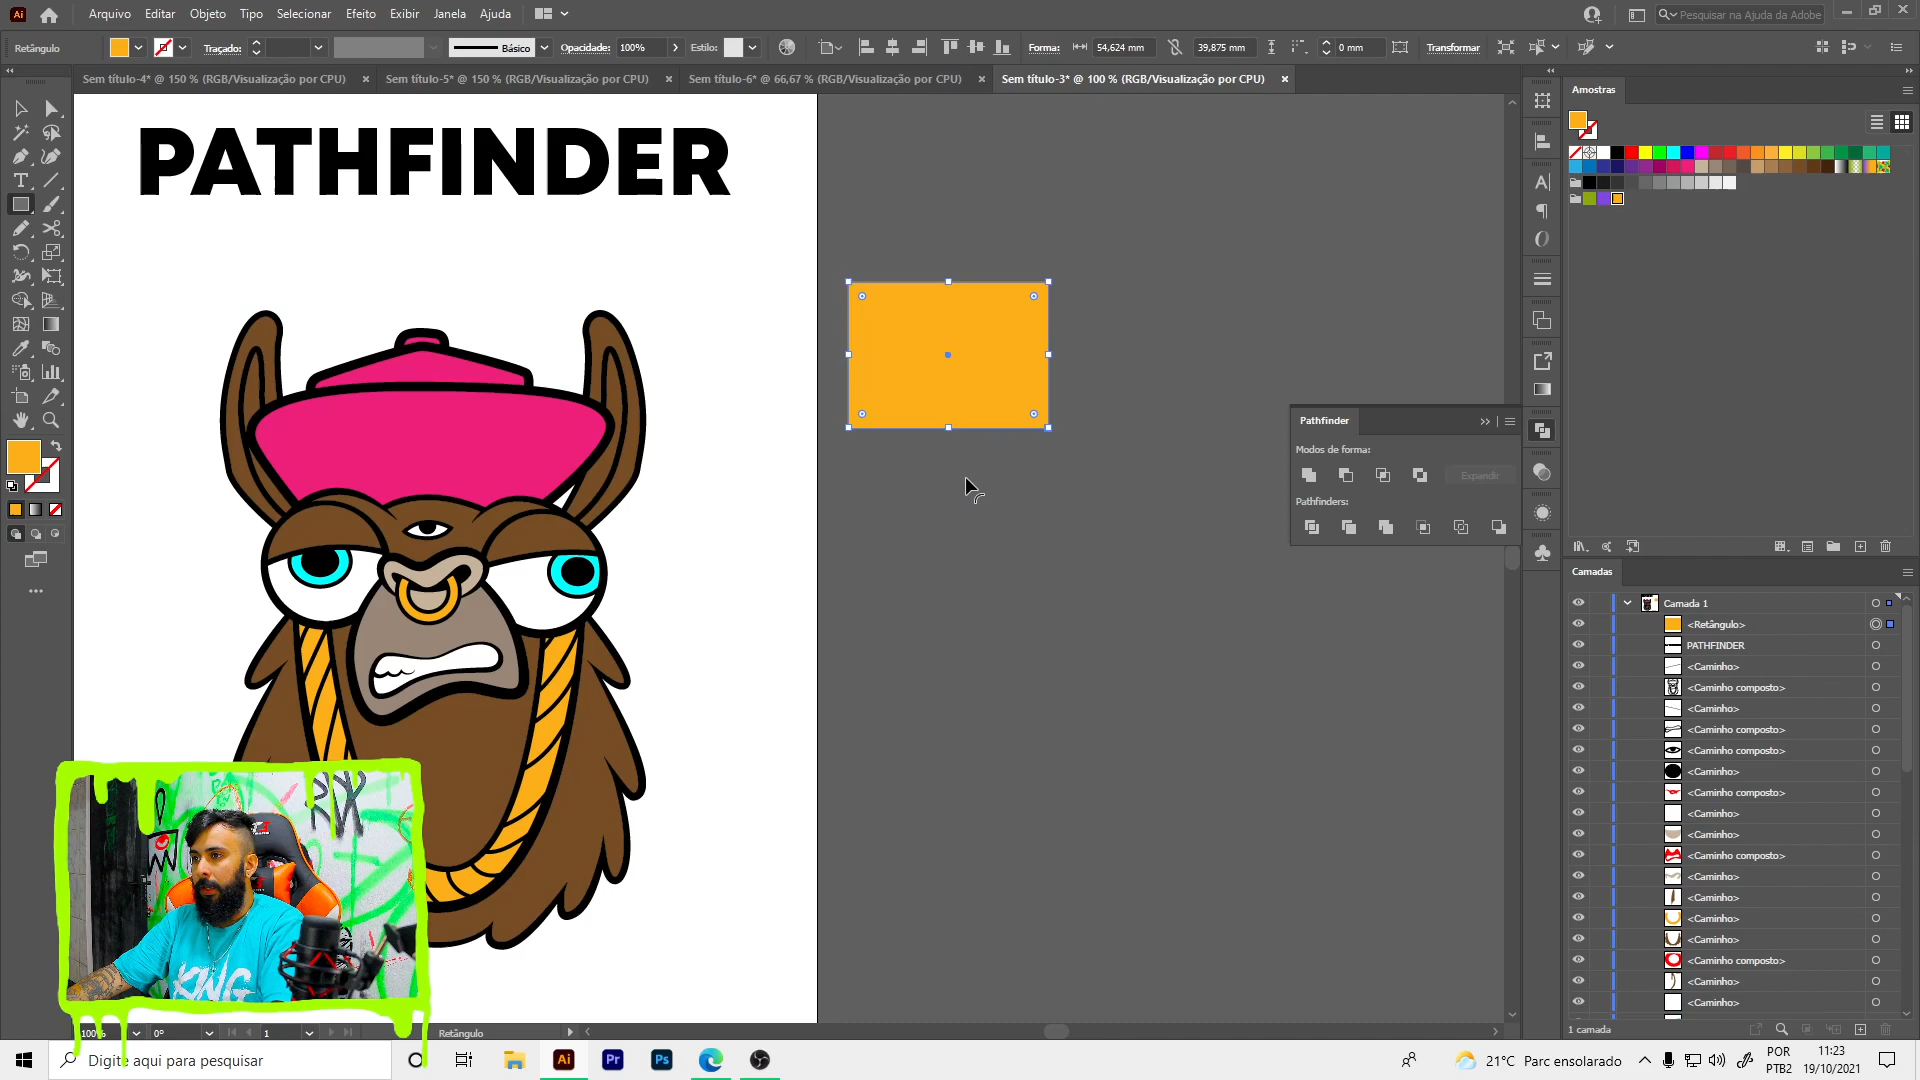 Ai Arquivo Editar Objeto Tipo Selecionar Efeito Exibir Janela Ajuda
Pesquisar na Ajuda da Adobe
Retângulo Traçado: Básico Opacidade: 100% Estilo: Forma: 54,624 mm 39,875 mm 0 mm Transformar
Sem título-4* @ 150 % (RGB/Visualização por CPU)
Sem título-5* @ 150 % (RGB/Visualização por CPU)
Sem título-6* @ 66,67 % (RGB/Visualização por CPU)
Sem título-3* @ 100 % (RGB/Visualização por CPU)
Amostras
PATHFINDER
Pathfinder
Modos de forma:
Expandir
Pathfinders:
Camadas
Camada 1
<Retângulo>
PATHFINDER
<Caminho>
<Caminho composto>
<Caminho>
<Caminho composto>
<Caminho composto>
<Caminho>
<Caminho composto>
<Caminho>
<Caminho>
<Caminho composto>
<Caminho>
<Caminho>
<Caminho>
<Caminho>
<Caminho composto>
<Caminho>
<Caminho>
1 camada
KING
100% 0° 1 Retângulo
Digite aqui para pesquisar
Ai Pr Ps
21°C Parc ensolarado
POR
PTB2
11:23
19/10/2021